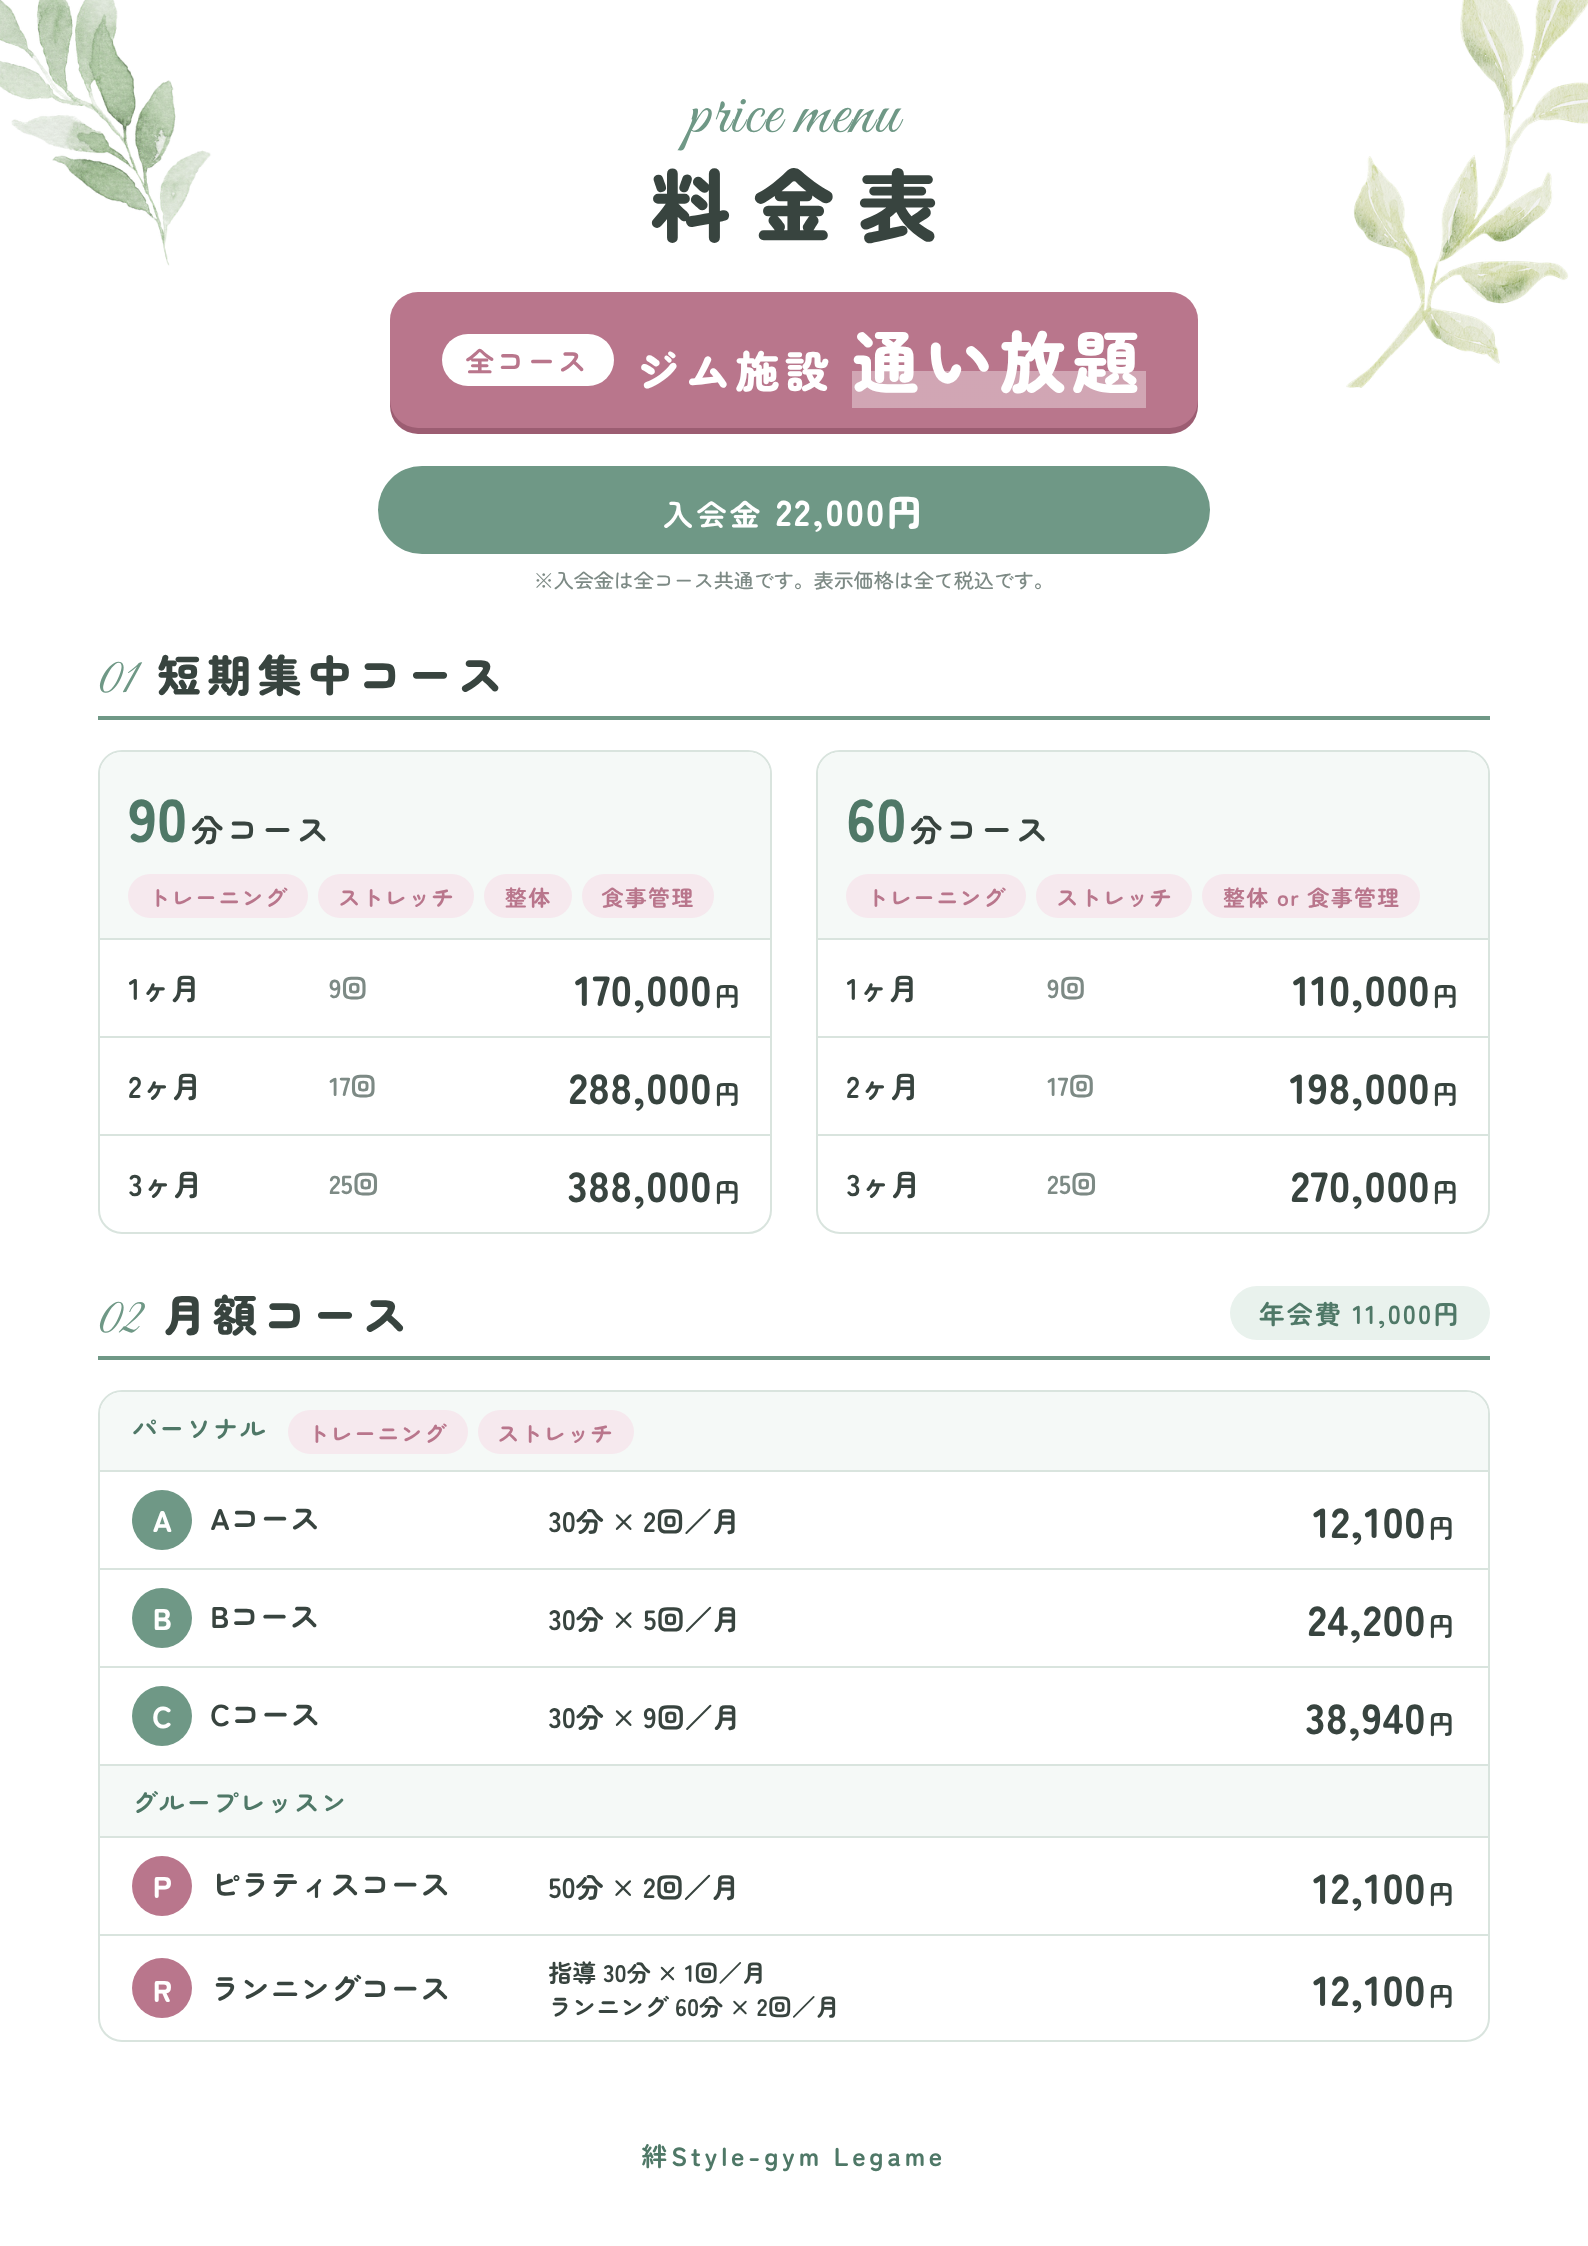 price menu
料金表
全コース ジム施設 通い放題
入会金 22,000円
※入会金は全コース共通です。表示価格は全て税込です。
01 短期集中コース
90分コース
トレーニング ストレッチ 整体 食事管理
1ヶ月 9回 170,000円
2ヶ月 17回 288,000円
3ヶ月 25回 388,000円
60分コース
トレーニング ストレッチ 整体 or 食事管理
1ヶ月 9回 110,000円
2ヶ月 17回 198,000円
3ヶ月 25回 270,000円
02 月額コース 年会費 11,000円
パーソナル トレーニング ストレッチ
A Aコース 30分 × 2回／月 12,100円
B Bコース 30分 × 5回／月 24,200円
C Cコース 30分 × 9回／月 38,940円
グループレッスン
P ピラティスコース 50分 × 2回／月 12,100円
R ランニングコース 指導 30分 × 1回／月
ランニング 60分 × 2回／月 12,100円
絆Style-gym Legame